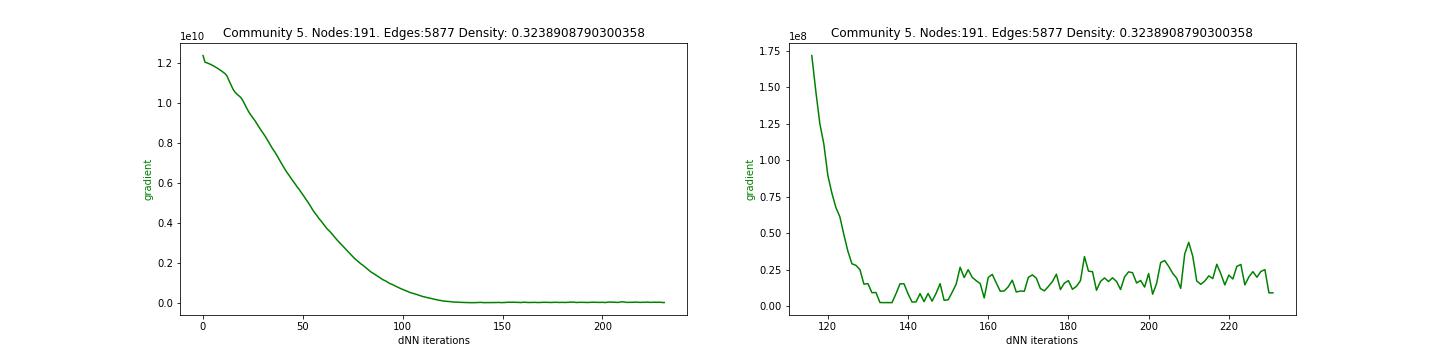 Community 5. Nodes:191. Edges:5877 Density: 0.3238908790300358
1e10
1.2
1.0
0.8
0.6
0.4
0.2
0.0
gradient
0 50 100 150 200
dNN iterations
Community 5. Nodes:191. Edges:5877 Density: 0.3238908790300358
1e8
1.75
1.50
1.25
1.00
0.75
0.50
0.25
0.00
gradient
120 140 160 180 200 220
dNN iterations